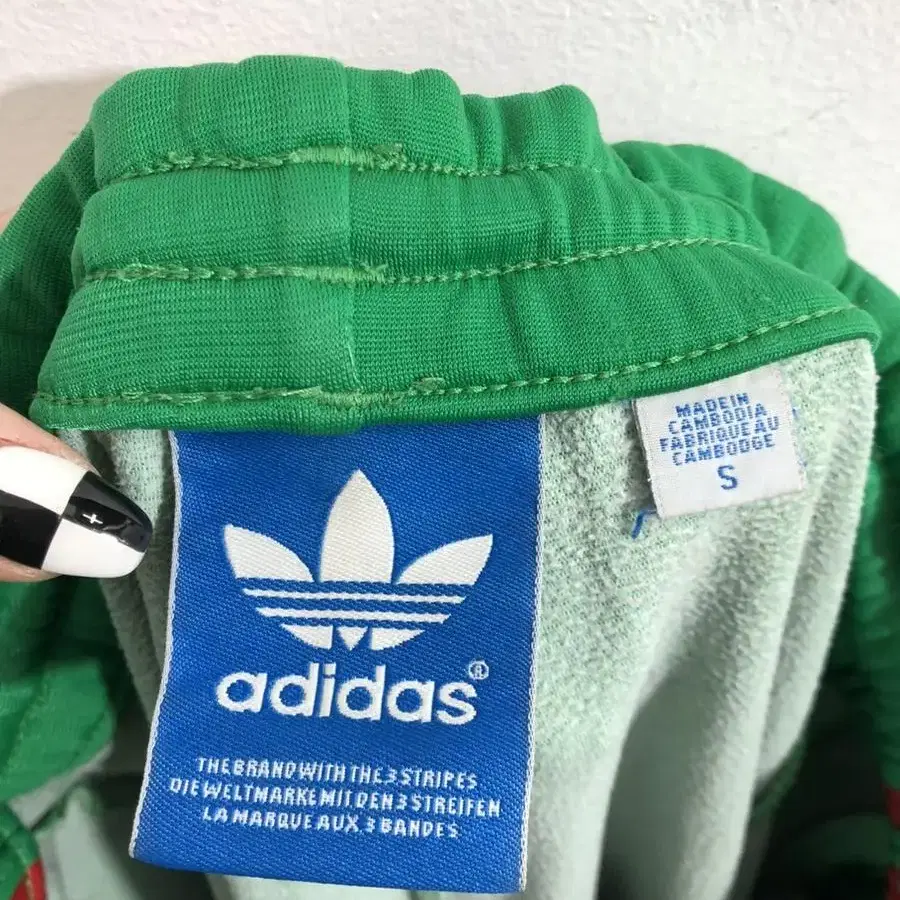 MADE IN
CAMBODIA
FABRIQUE AU
CAMBODGE
S
adidas®
THE BRAND WITH THE 3 STRIPES
DIE WELTMARKE MIT DEN 3 STREIFEN
LA MARQUE AUX 3 BANDES